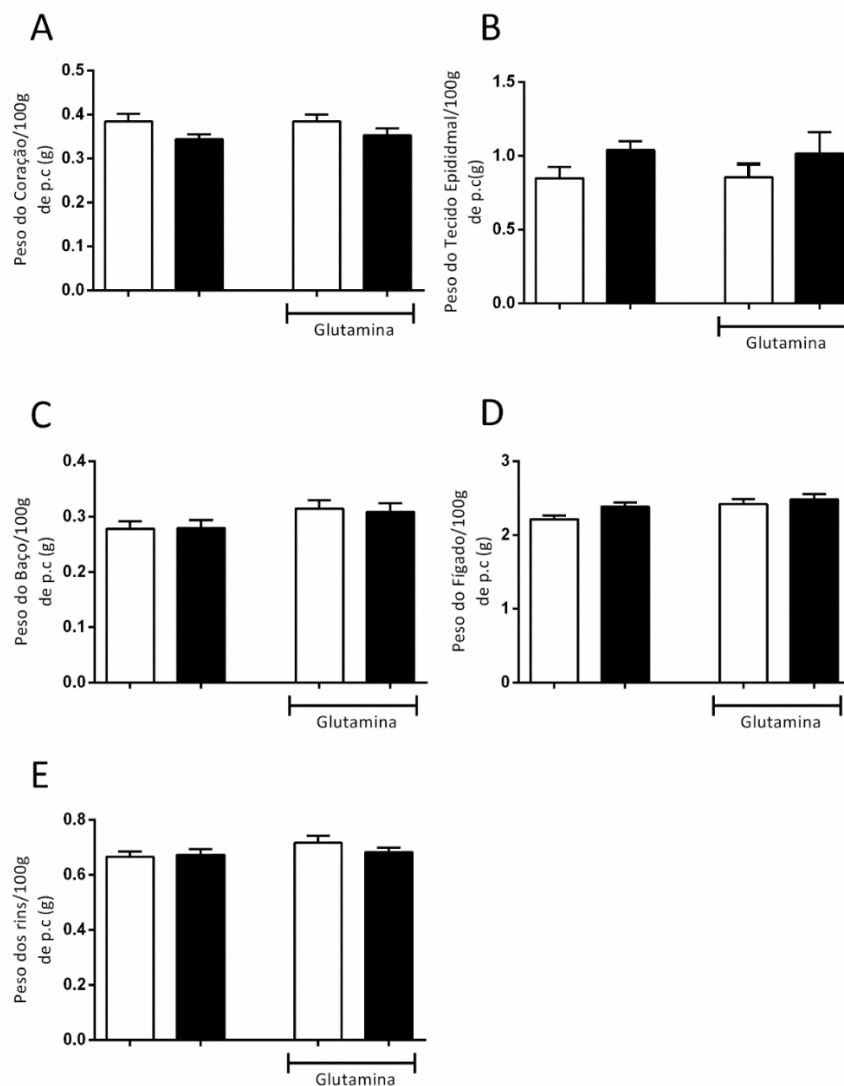 A
Peso do Coração/100g
de p.c (g)
0.5
0.4
0.3
0.2
0.1
0.0
Glutamina
B
Peso do Tecido Epididmal/100g
de p.c(g)
1.5
1.0
0.5
0.0
Glutamina
C
Peso do Baço/100g
de p.c (g)
0.4
0.3
0.2
0.1
0.0
Glutamina
D
Peso do Fígado/100g
de p.c (g)
3
2
1
0
Glutamina
E
Peso dos rins/100g
de p.c (g)
0.8
0.6
0.4
0.2
0.0
Glutamina